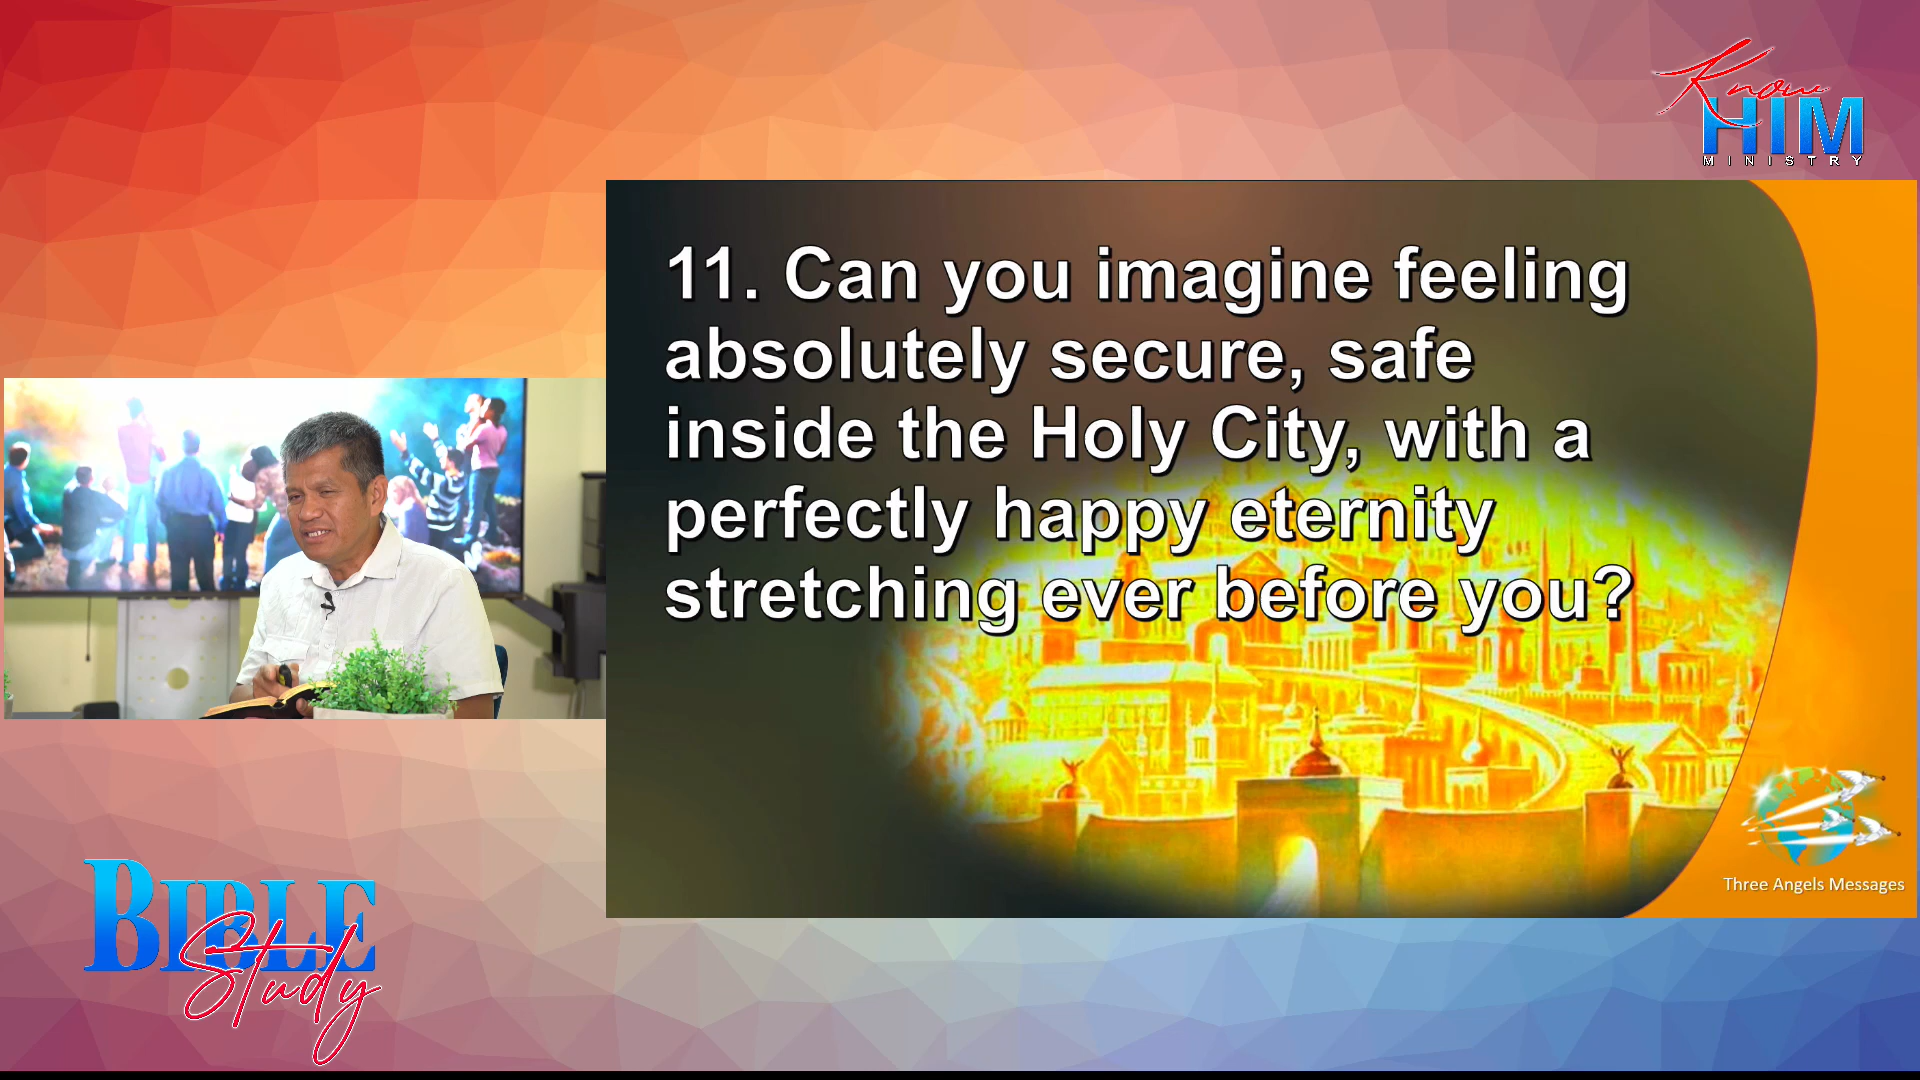 Know
HIM
MINISTRY
11. Can you imagine feeling
absolutely secure, safe
inside the Holy City, with a
perfectly happy eternity
stretching ever before you?
Three Angels Messages
BIBLE
Study